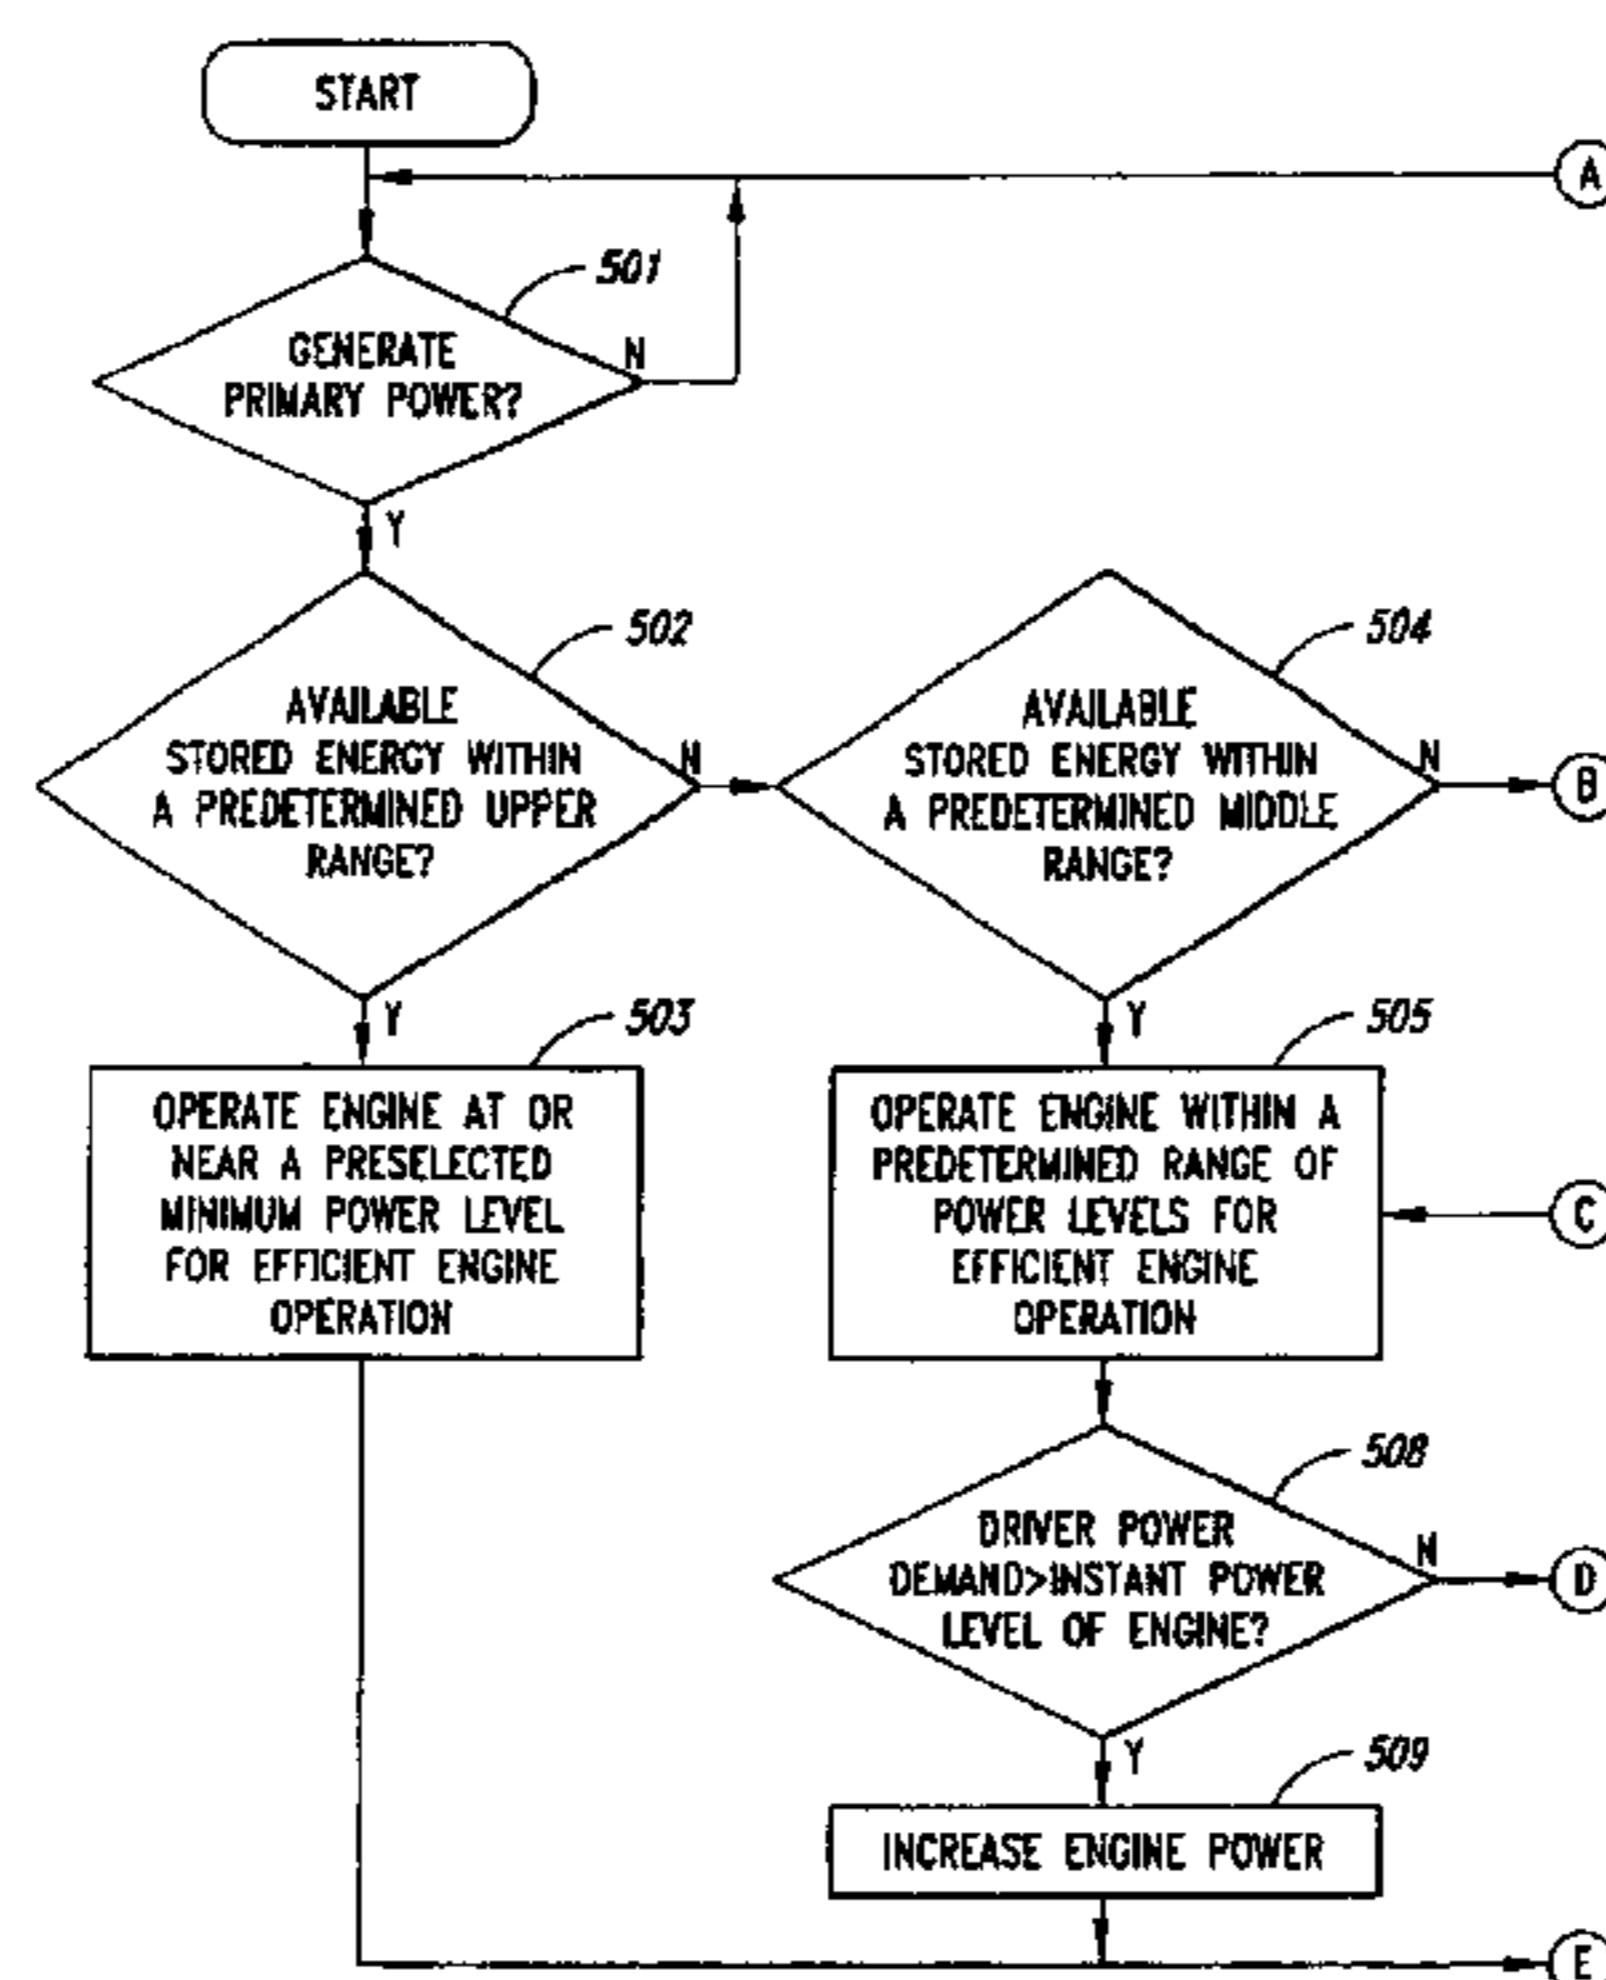 START
A
501
GENERATE
PRIMARY POWER?
N
Y
502
AVAILABLE
STORED ENERGY WITHIN
A PREDETERMINED UPPER
RANGE?
N
Y
504
AVAILABLE
STORED ENERGY WITHIN
A PREDETERMINED MIDDLE
RANGE?
N
B
Y
503
OPERATE ENGINE AT OR
NEAR A PRESELECTED
MINIMUM POWER LEVEL
FOR EFFICIENT ENGINE
OPERATION
505
OPERATE ENGINE WITHIN A
PREDETERMINED RANGE OF
POWER LEVELS FOR
EFFICIENT ENGINE
OPERATION
C
508
DRIVER POWER
DEMAND>INSTANT POWER
LEVEL OF ENGINE?
N
D
Y
509
INCREASE ENGINE POWER
E